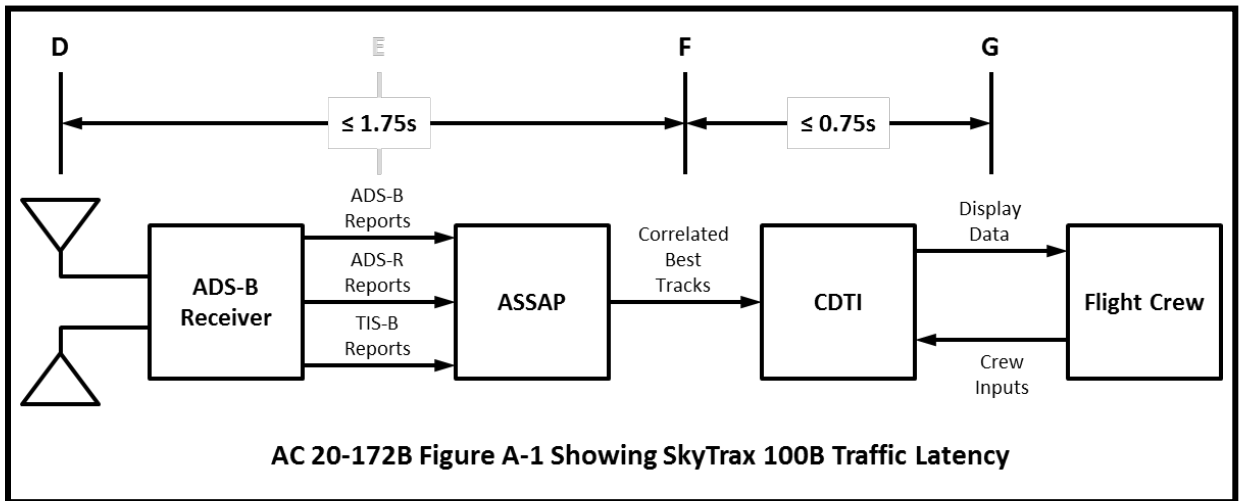 D
E
F
G
≤ 1.75s
≤ 0.75s
ADS-B
Reports
ADS-R
Reports
TIS-B
Reports
ADS-B
Receiver
ASSAP
Correlated
Best
Tracks
CDTI
Display
Data
Crew
Inputs
Flight Crew
AC 20-172B Figure A-1 Showing SkyTrax 100B Traffic Latency